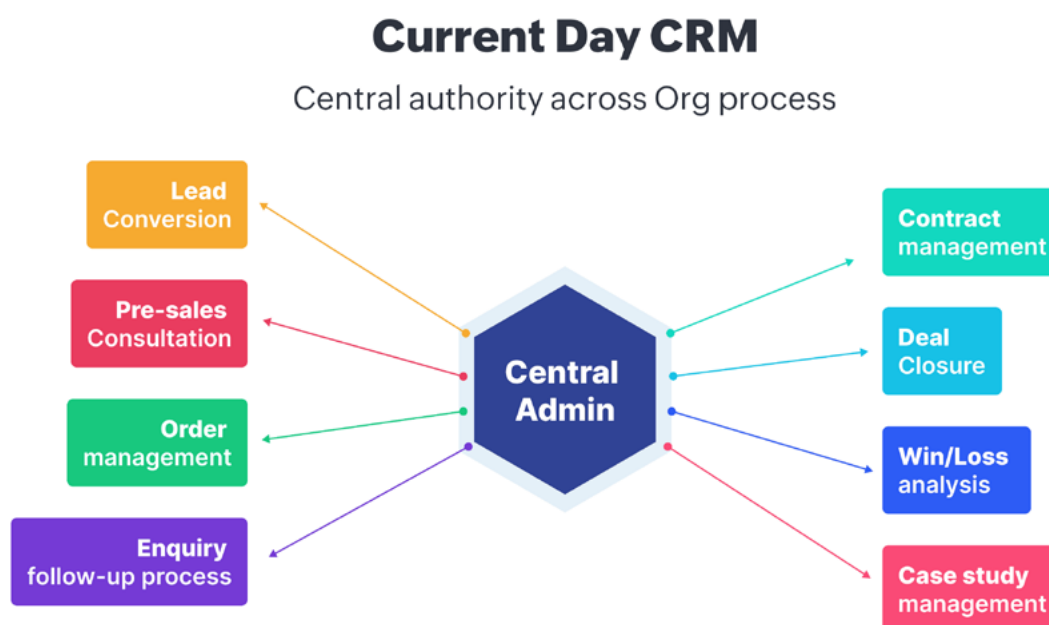 Current Day CRM
Central authority across Org process
Lead
Conversion
Pre-sales
Consultation
Order
management
Enquiry
follow-up process
Central
Admin
Contract
management
Deal
Closure
Win/Loss
analysis
Case study
management